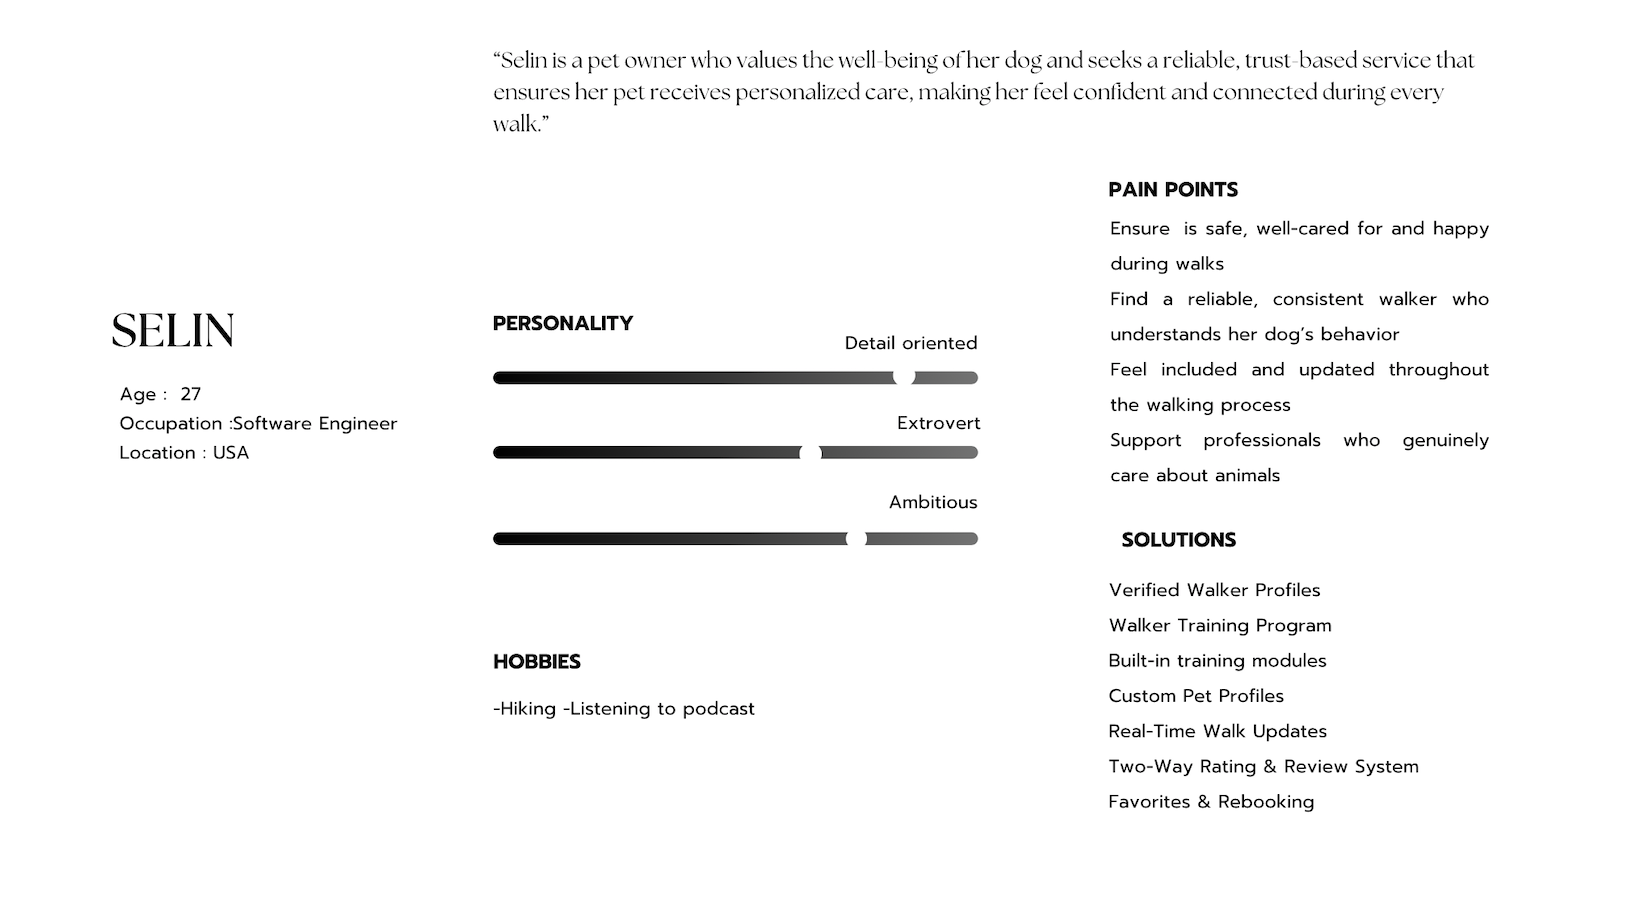 “Selin is a pet owner who values the well-being of her dog and seeks a reliable, trust-based service that
ensures her pet receives personalized care, making her feel confident and connected during every
walk.”
SELIN
Age :  27
Occupation :Software Engineer
Location : USA
PERSONALITY
Detail oriented
Extrovert
Ambitious
HOBBIES
-Hiking -Listening to podcast
PAIN POINTS
Ensure  is safe, well-cared for and happy
during walks
Find a reliable, consistent walker who
understands her dog’s behavior
Feel included and updated throughout
the walking process
Support professionals who genuinely
care about animals
SOLUTIONS
Verified Walker Profiles
Walker Training Program
Built-in training modules
Custom Pet Profiles
Real-Time Walk Updates
Two-Way Rating & Review System
Favorites & Rebooking